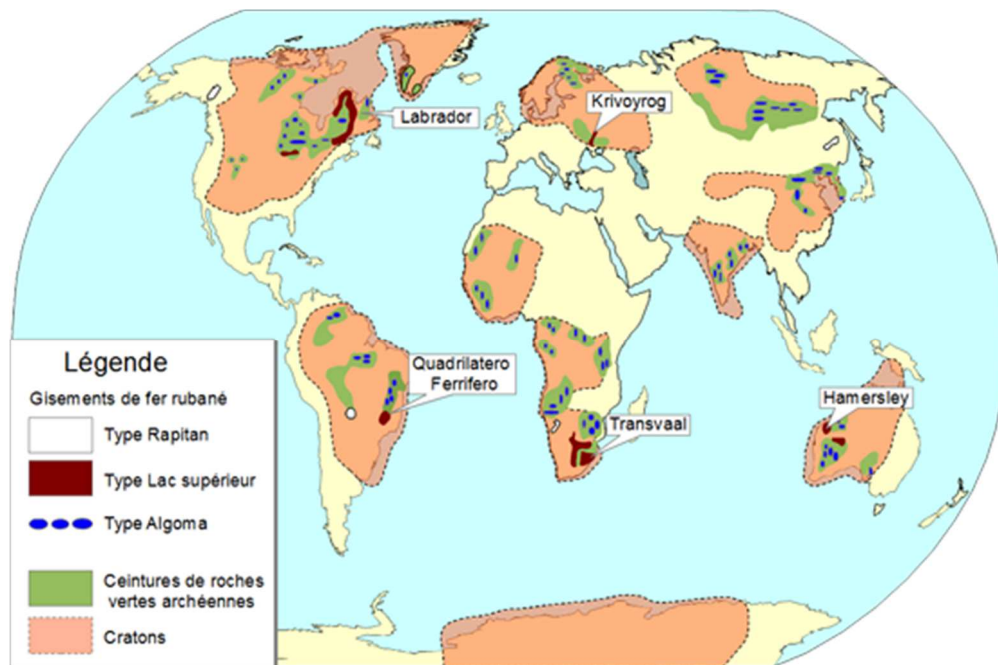 Labrador
Krivoyrog
Quadrilatero
Ferrifero
Transvaal
Hamersley
Légende
Gisements de fer rubané
Type Rapitan
Type Lac supérieur
Type Algoma
Ceintures de roches
vertes archéennes
Cratons